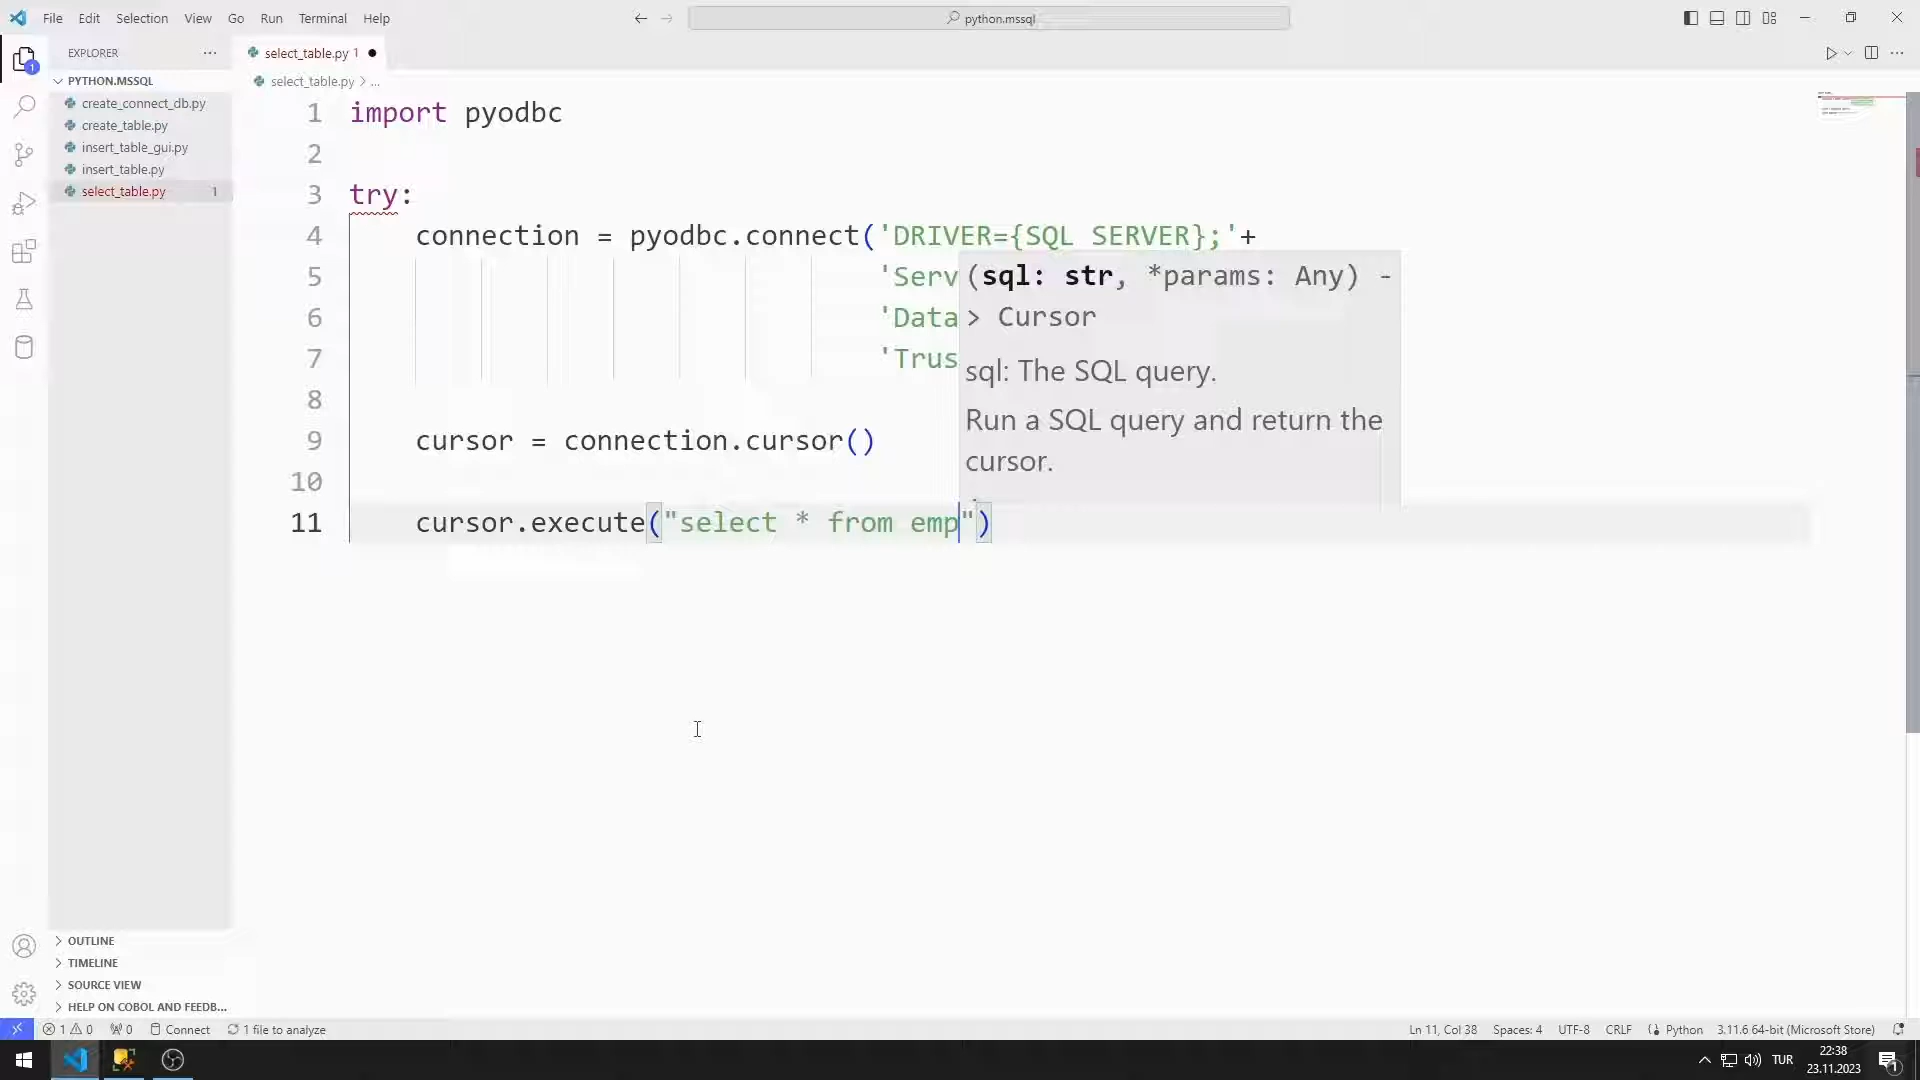 File Edit Selection View Go Run Terminal Help
python.mssql
EXPLORER
select_table.py 1
PYTHON.MSSQL
select_table.py > ...
create_connect_db.py
create_table.py
insert_table_gui.py
insert_table.py
select_table.py 1
1 import pyodbc
2
3 try:
4 connection = pyodbc.connect('DRIVER={SQL SERVER};'+
5 'Serv
6 'Data
7 'Trus
(sql: str, *params: Any) -
> Cursor
sql: The SQL query.
Run a SQL query and return the
cursor.
8
9 cursor = connection.cursor()
10
11 cursor.execute("select * from emp")
OUTLINE
TIMELINE
SOURCE VIEW
HELP ON COBOL AND FEEDB...
1 0 0 Connect 1 file to analyze
Ln 11, Col 38 Spaces: 4 UTF-8 CRLF Python 3.11.6 64-bit (Microsoft Store)
TUR
22:38
23.11.2023
1
1